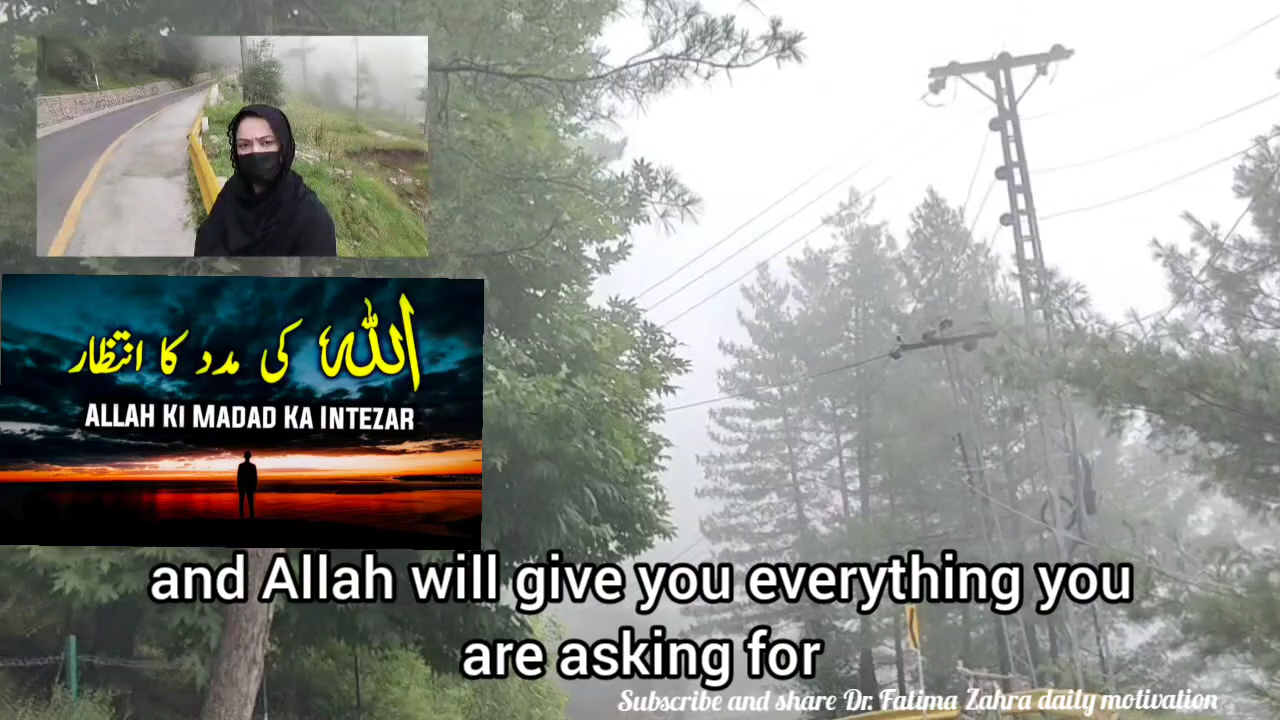 الله کی مدد کا انتظار
ALLAH KI MADAD KA INTEZAR
and Allah will give you everything you
are asking for
Subscribe and share Dr. Fatima Zahra daily motivation